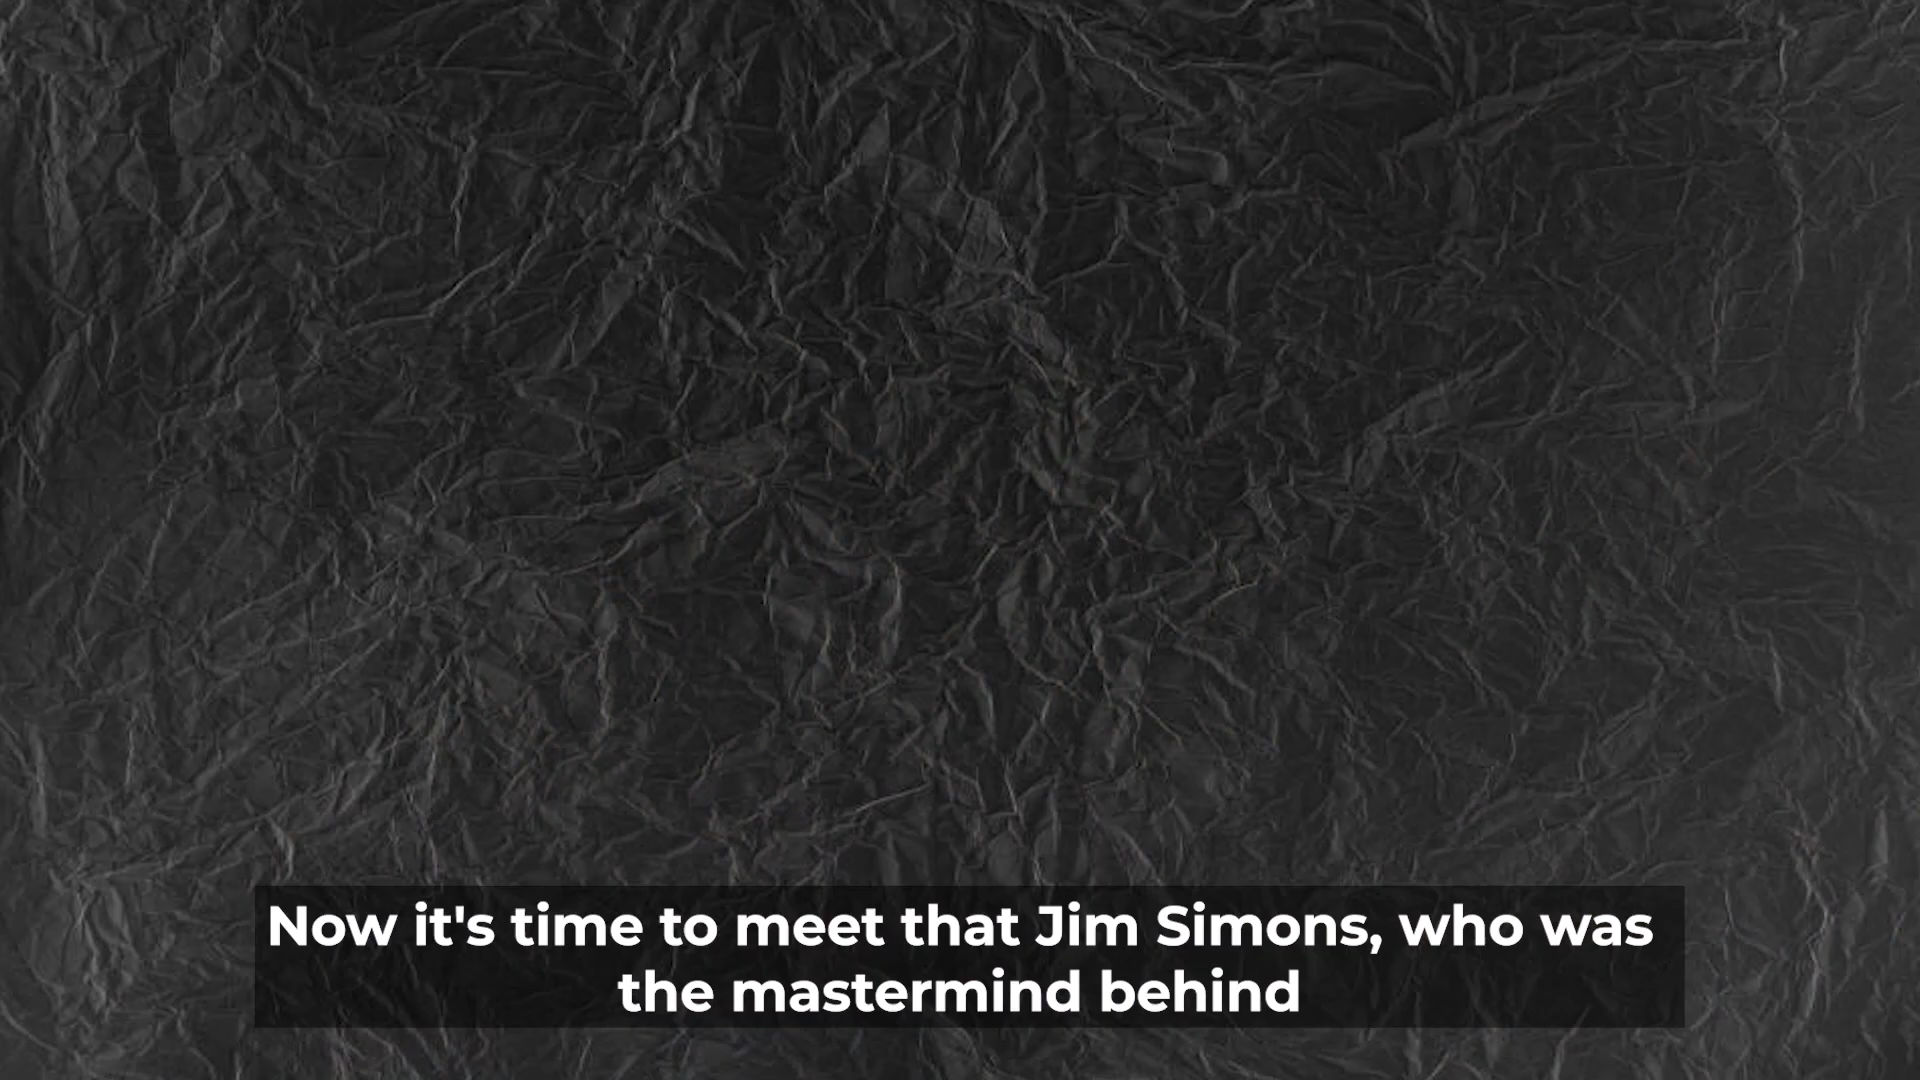 Now it's time to meet that Jim Simons, who was
the mastermind behind